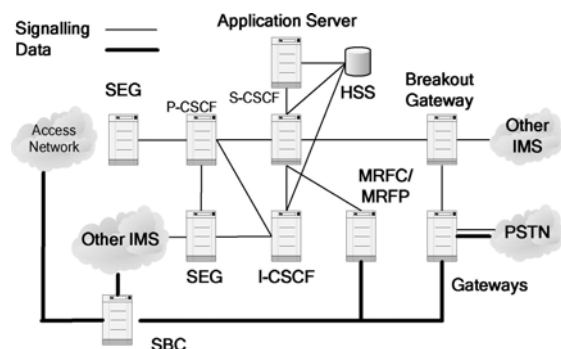 Signalling
Data
Application Server
SEG
P-CSCF
S-CSCF
HSS
Breakout
Gateway
Access
Network
Other
IMS
MRFC/
MRFP
Other IMS
SEG
I-CSCF
PSTN
Gateways
SBC